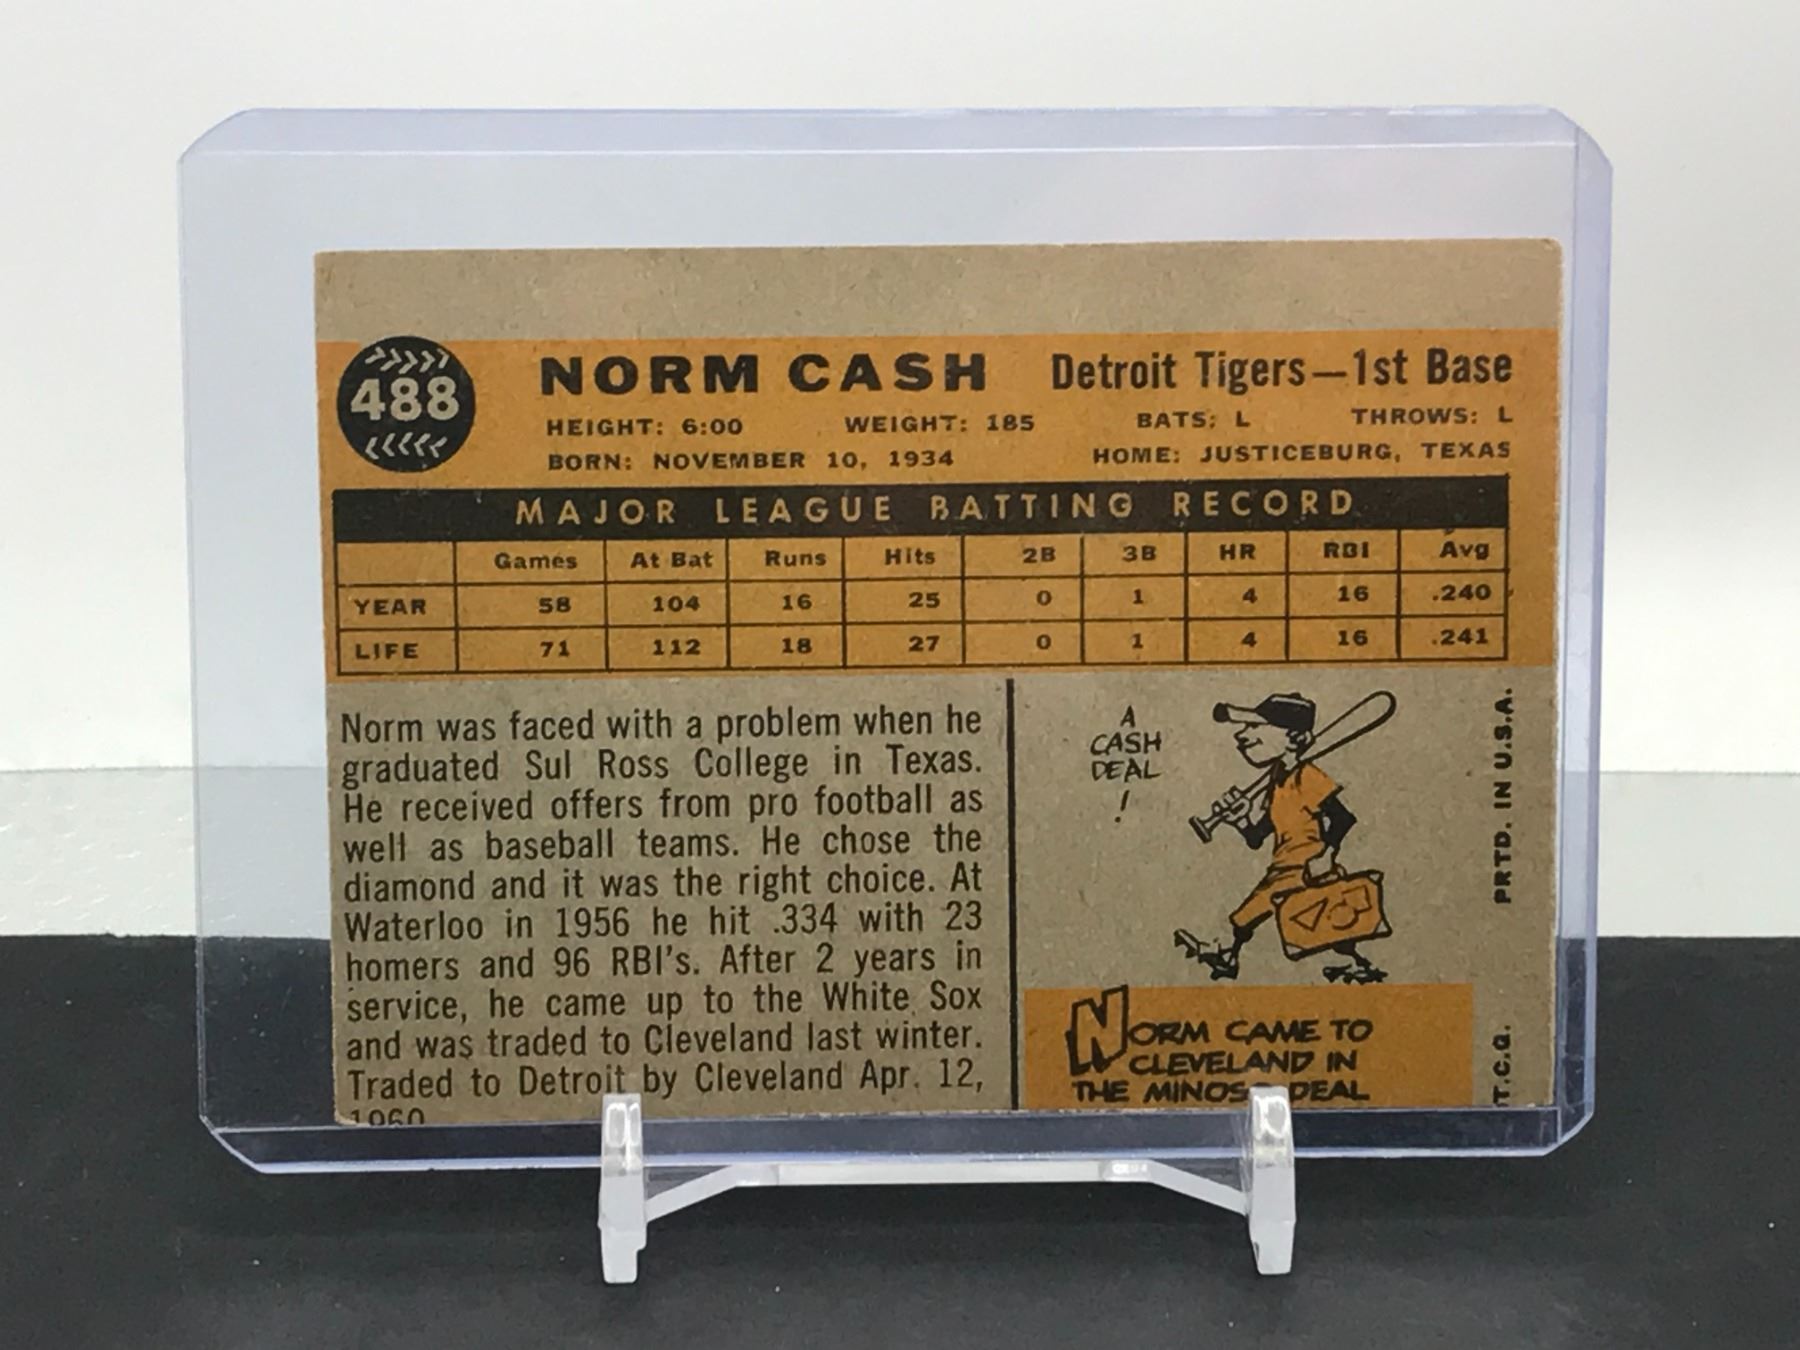 488
NORM CASH Detroit Tigers—1st Base
HEIGHT: 6:00 WEIGHT: 185 BATS: L THROWS: L
BORN: NOVEMBER 10, 1934 HOME: JUSTICEBURG, TEXAS
MAJOR LEAGUE BATTING RECORD
Games At Bat Runs Hits 2B 3B HR RBI Avg
YEAR 58 104 16 25 0 1 4 16 .240
LIFE 71 112 18 27 0 1 4 16 .241
Norm was faced with a problem when he
graduated Sul Ross College in Texas.
He received offers from pro football as
well as baseball teams. He chose the
diamond and it was the right choice. At
Waterloo in 1956 he hit .334 with 23
homers and 96 RBI's. After 2 years in
service, he came up to the White Sox
and was traded to Cleveland last winter.
Traded to Detroit by Cleveland Apr. 12,
1960
A
CASH
DEAL
!
NORM CAME TO
CLEVELAND IN
THE MINOSO DEAL
PRTD. IN U.S.A.
T.C.G.